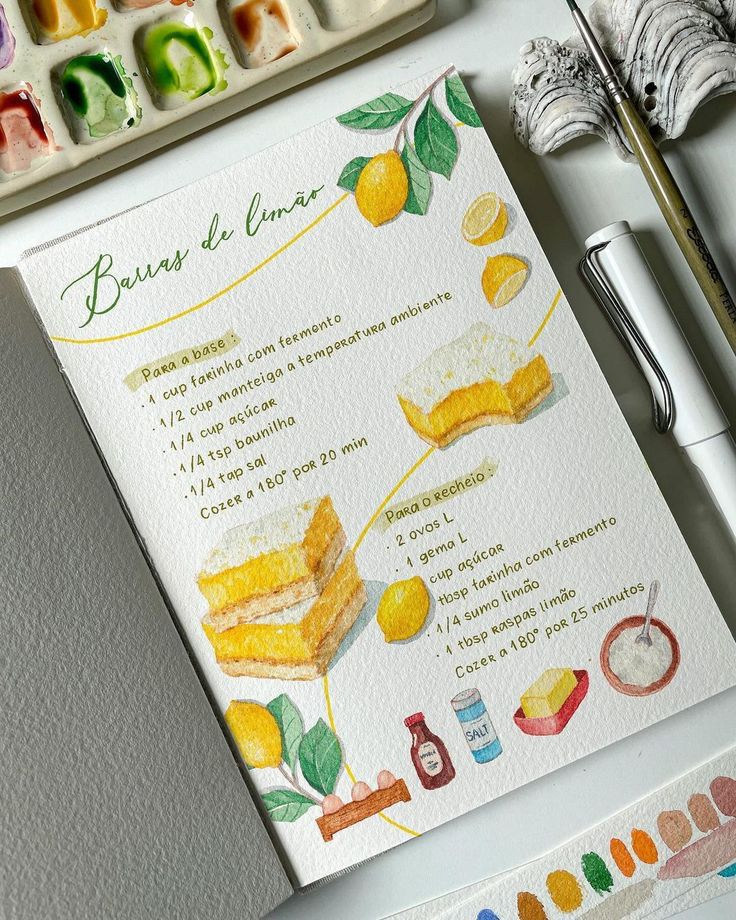 Barras de limão
Para a base:
· 1 cup farinha com fermento
· 1/2 cup manteiga a temperatura ambiente
· 1/4 cup açúcar
· 1/4 tsp baunilha
· 1/4 tap sal
Cozer a 180° por 20 min
Para o recheio:
· 2 ovos L
· 1 gema L
cup açúcar
tbsp farinha com fermento
· 1/4 sumo limão
· 1 tbsp raspas limão
Cozer a 180° por 25 minutos
SALT